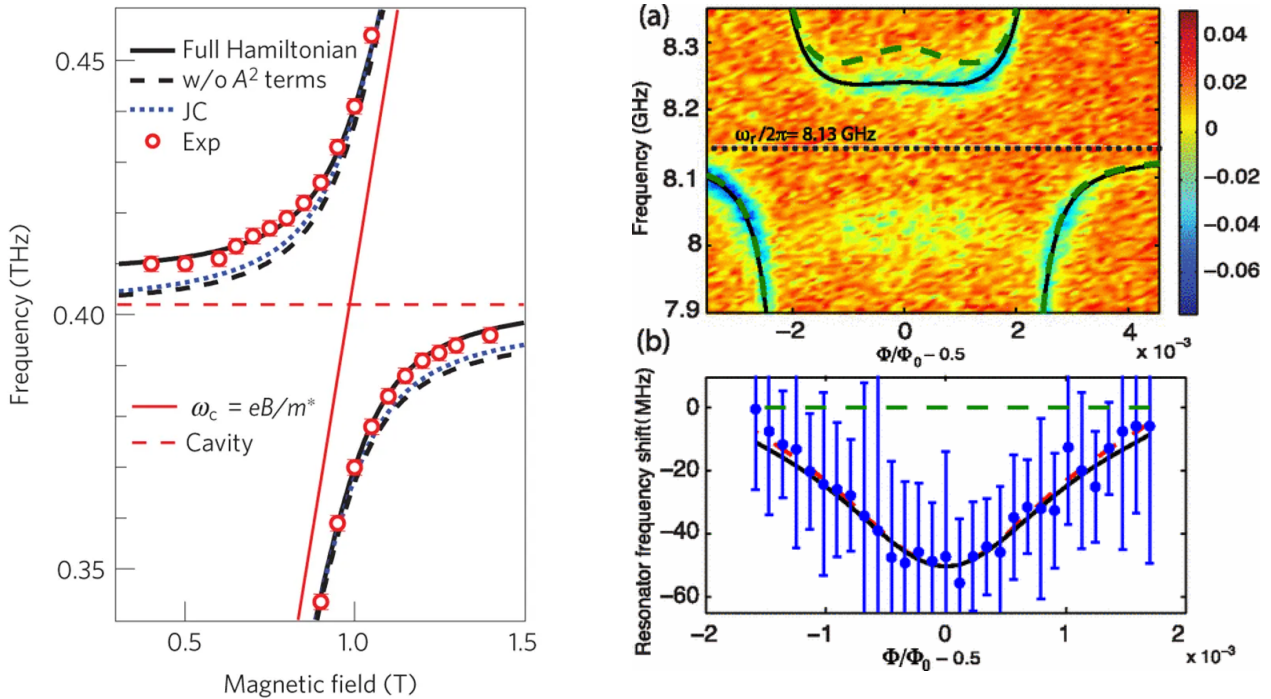 0.45
0.40
0.35
Frequency (THz)
Full Hamiltonian
w/o A² terms
JC
Exp
ω_c = eB/m*
Cavity
0.5
1.0
1.5
Magnetic field (T)
(a)
8.3
8.2
8.1
8
7.9
Frequency (GHz)
ω_r/2π= 8.13 GHz
−2
0
2
4
Φ/Φ₀ − 0.5
x 10⁻³
0.04
0.02
0
−0.02
−0.04
−0.06
(b)
0
−20
−40
−60
Resonator frequency shift(MHz)
−2
−1
0
1
2
Φ/Φ₀ − 0.5
x 10⁻³